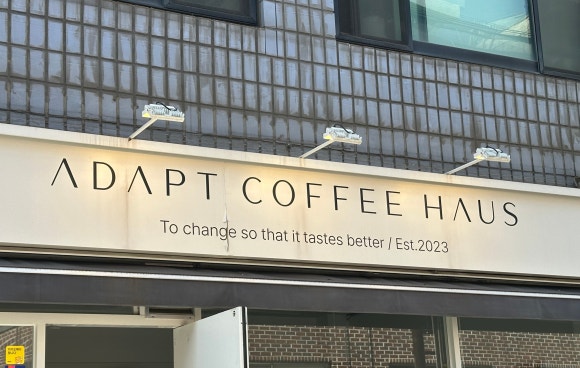 ADAPT COFFEE HAUS
To change so that it tastes better / Est.2023